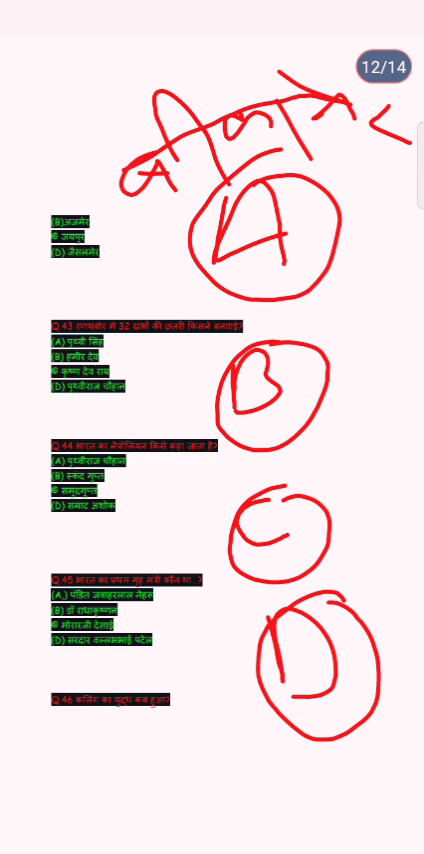 12/14
A
(B)अजमेर
© जयपुर
(D) जैसलमेर
Q.43 रणथंबोर में 32 खंभों की छतरी किसने बनवाई?
(A) पृथ्वी सिंह
(B) हमीर देव
© कृष्ण देव राय
(D) पृथ्वीराज चौहान
B
Q.44 भारत का नेपोलियन किसे कहा जाता है?
(A) पृथ्वीराज चौहान
(B) स्कंद गुप्त
© समुद्रगुप्त
(D) सम्राट अशोक
C
Q.45 भारत का प्रथम गृह मंत्री कौन था ?
(A.) पंडित जवाहरलाल नेहरू
(B) डॉ राधाकृष्णन
© मोरारजी देसाई
(D) सरदार वल्लभभाई पटेल
D
Q.46 कलिंग का युद्ध कब हुआ?